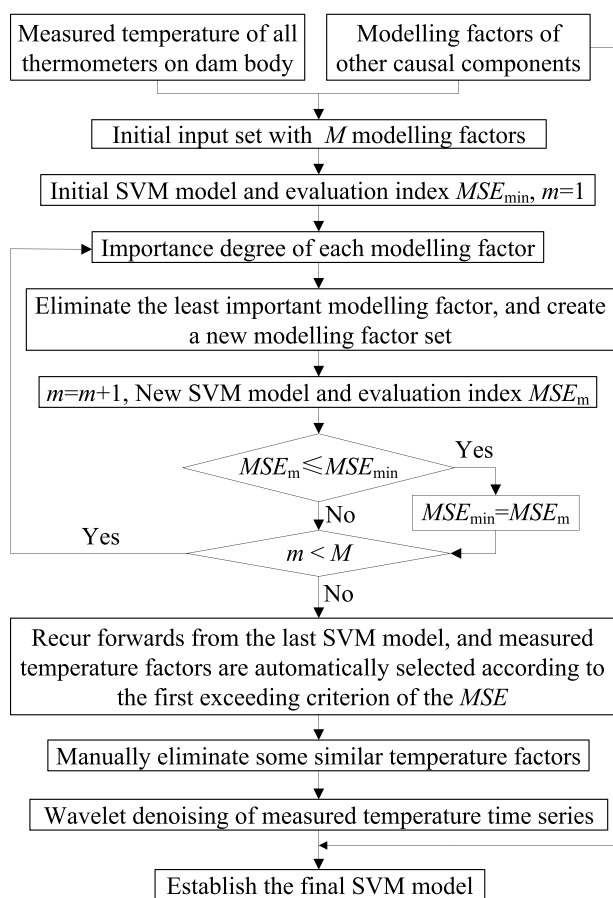 Measured temperature of all
thermometers on dam body
Modelling factors of
other causal components
Initial input set with M modelling factors
Initial SVM model and evaluation index MSEmin, m=1
Importance degree of each modelling factor
Eliminate the least important modelling factor, and create
a new modelling factor set
m=m+1, New SVM model and evaluation index MSEm
MSEm⩽MSEmin
Yes
MSEmin=MSEm
No
Yes
m < M
No
Recur forwards from the last SVM model, and measured
temperature factors are automatically selected according to
the first exceeding criterion of the MSE
Manually eliminate some similar temperature factors
Wavelet denoising of measured temperature time series
Establish the final SVM model